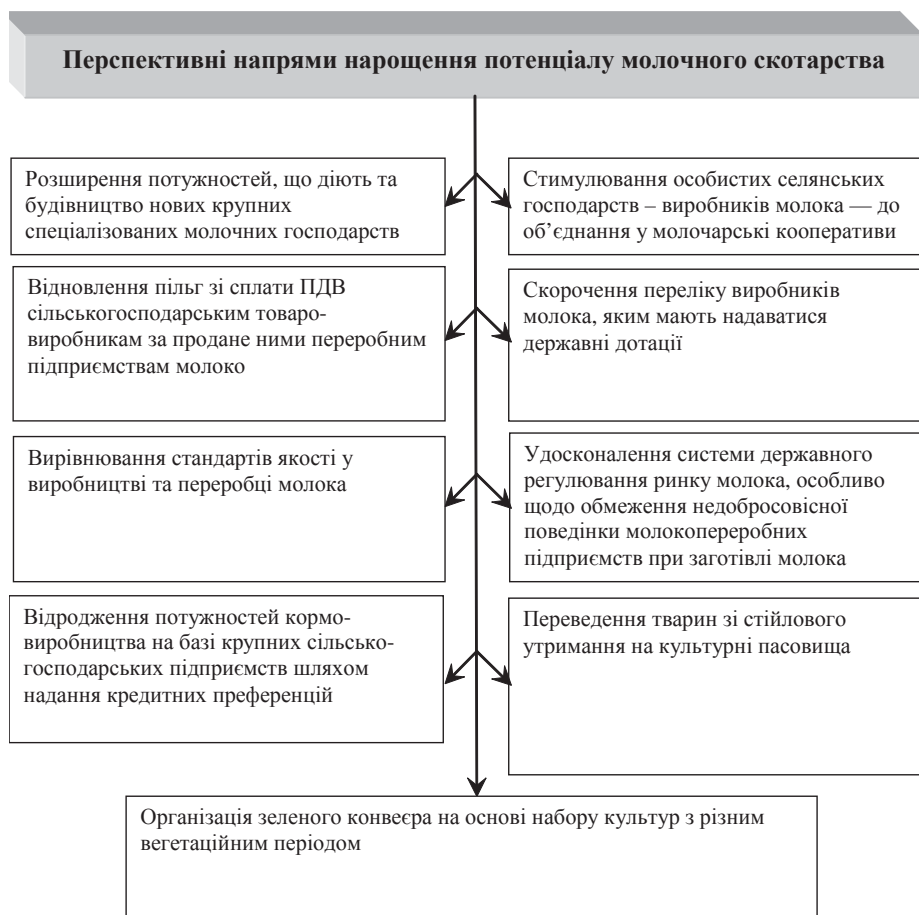 Перспективні напрями нарощення потенціалу молочного скотарства
Розширення потужностей, що діють та
будівництво нових крупних
спеціалізованих молочних господарств
Стимулювання особистих селянських
господарств – виробників молока — до
об’єднання у молочарські кооперативи
Відновлення пільг зі сплати ПДВ
сільськогосподарським товаро-
виробникам за продане ними переробним
підприємствам молоко
Скорочення переліку виробників
молока, яким мають надаватися
державні дотації
Вирівнювання стандартів якості у
виробництві та переробці молока
Удосконалення системи державного
регулювання ринку молока, особливо
щодо обмеження недобросовісної
поведінки молокопереробних
підприємств при заготівлі молока
Відродження потужностей кормо-
виробництва на базі крупних сільсько-
господарських підприємств шляхом
надання кредитних преференцій
Переведення тварин зі стійлового
утримання на культурні пасовища
Організація зеленого конвеєра на основі набору культур з різним
вегетаційним періодом